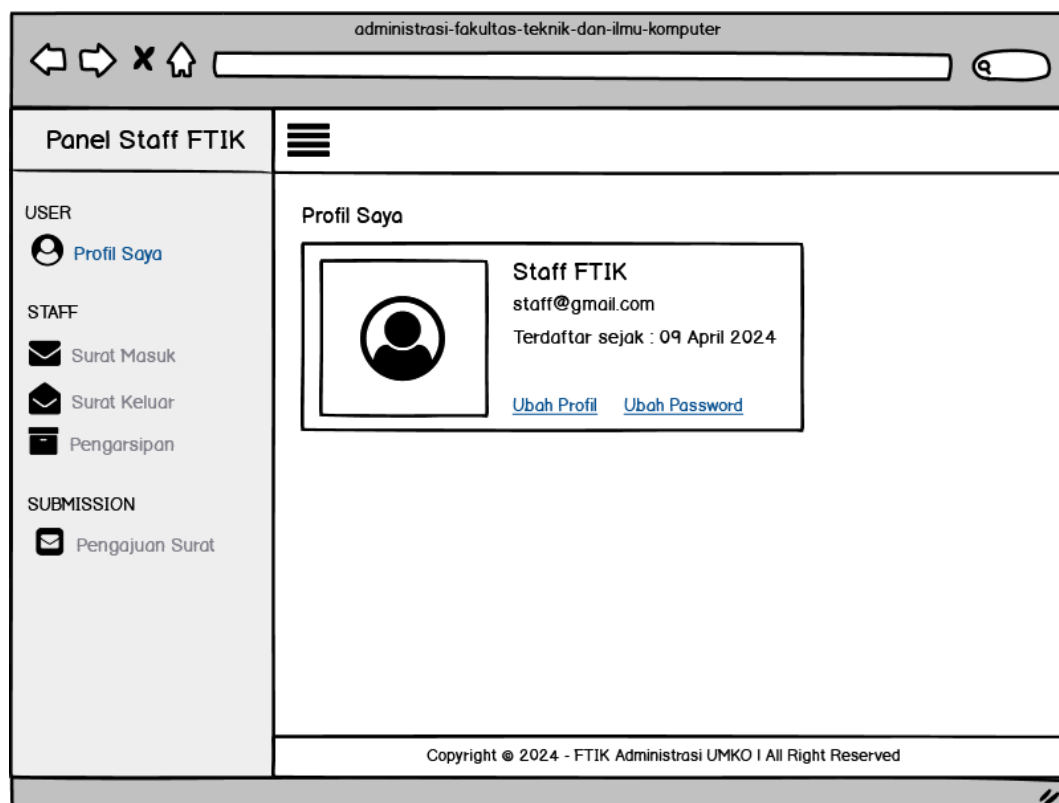 administrasi-fakultas-teknik-dan-ilmu-komputer
Panel Staff FTIK
USER
Profil Saya
STAFF
Surat Masuk
Surat Keluar
Pengarsipan
SUBMISSION
Pengajuan Surat
Profil Saya
Staff FTIK
staff@gmail.com
Terdaftar sejak : 09 April 2024
Ubah Profil Ubah Password
Copyright © 2024 - FTIK Administrasi UMKO | All Right Reserved